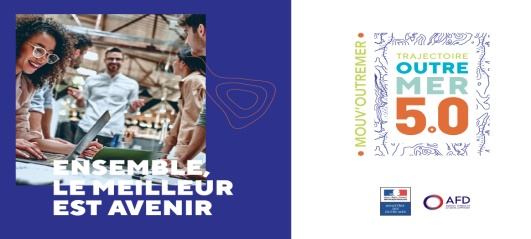 ENSEMBLE,
LE MEILLEUR
EST AVENIR
• MOUV'OUTREMER •
TRAJECTOIRE
OUTRE
MER
5.0
AFD